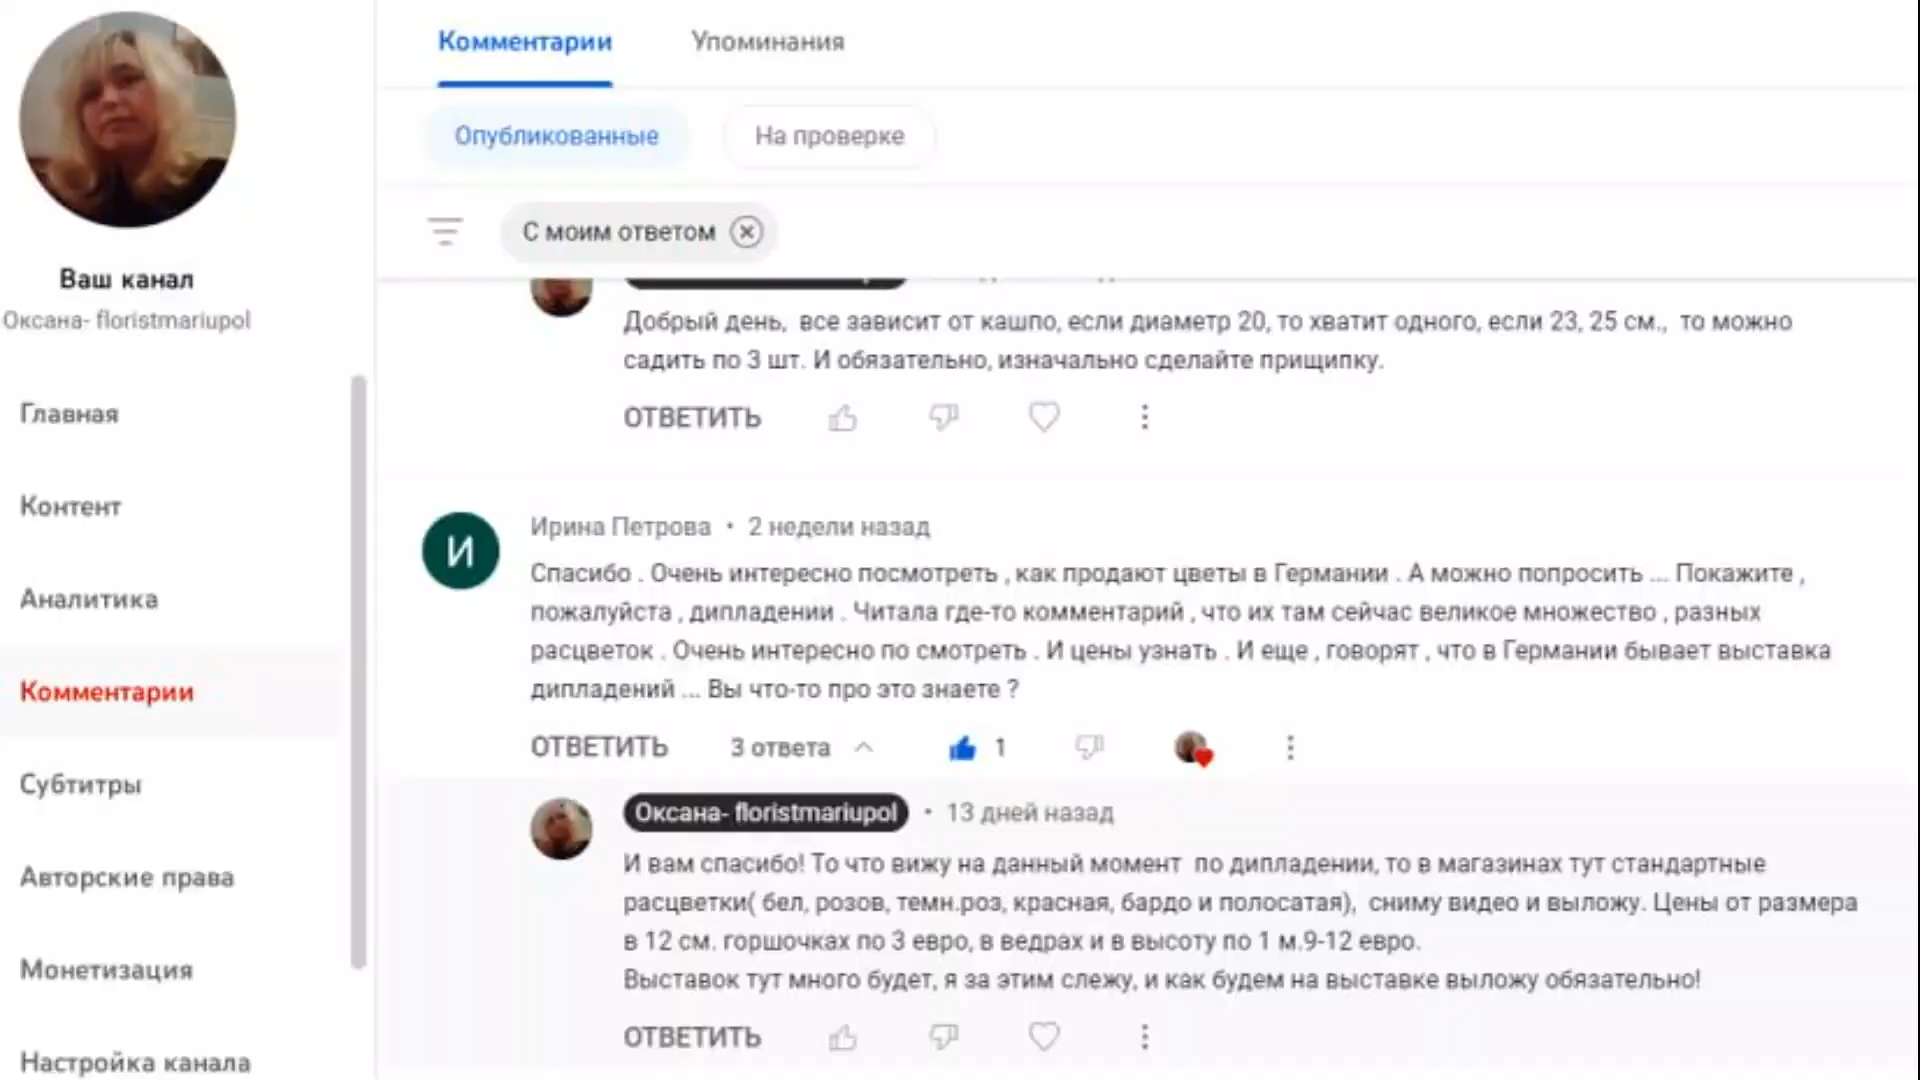 Ваш канал
Оксана- floristmariupol
Главная
Контент
Аналитика
Комментарии
Субтитры
Авторские права
Монетизация
Настройка канала
Комментарии
Упоминания
Опубликованные
На проверке
С моим ответом
Добрый день, все зависит от кашпо, если диаметр 20, то хватит одного, если 23, 25 см., то можно
садить по 3 шт. И обязательно, изначально сделайте прищипку.
ОТВЕТИТЬ
И
Ирина Петрова • 2 недели назад
Спасибо . Очень интересно посмотреть , как продают цветы в Германии . А можно попросить ... Покажите ,
пожалуйста , дипладении . Читала где-то комментарий , что их там сейчас великое множество , разных
расцветок . Очень интересно по смотреть . И цены узнать . И еще , говорят , что в Германии бывает выставка
дипладений ... Вы что-то про это знаете ?
ОТВЕТИТЬ 3 ответа 1
Оксана- floristmariupol • 13 дней назад
И вам спасибо! То что вижу на данный момент по дипладении, то в магазинах тут стандартные
расцветки( бел, розов, темн.роз, красная, бардо и полосатая), сниму видео и выложу. Цены от размера
в 12 см. горшочках по 3 евро, в ведрах и в высоту по 1 м.9-12 евро.
Выставок тут много будет, я за этим слежу, и как будем на выставке выложу обязательно!
ОТВЕТИТЬ